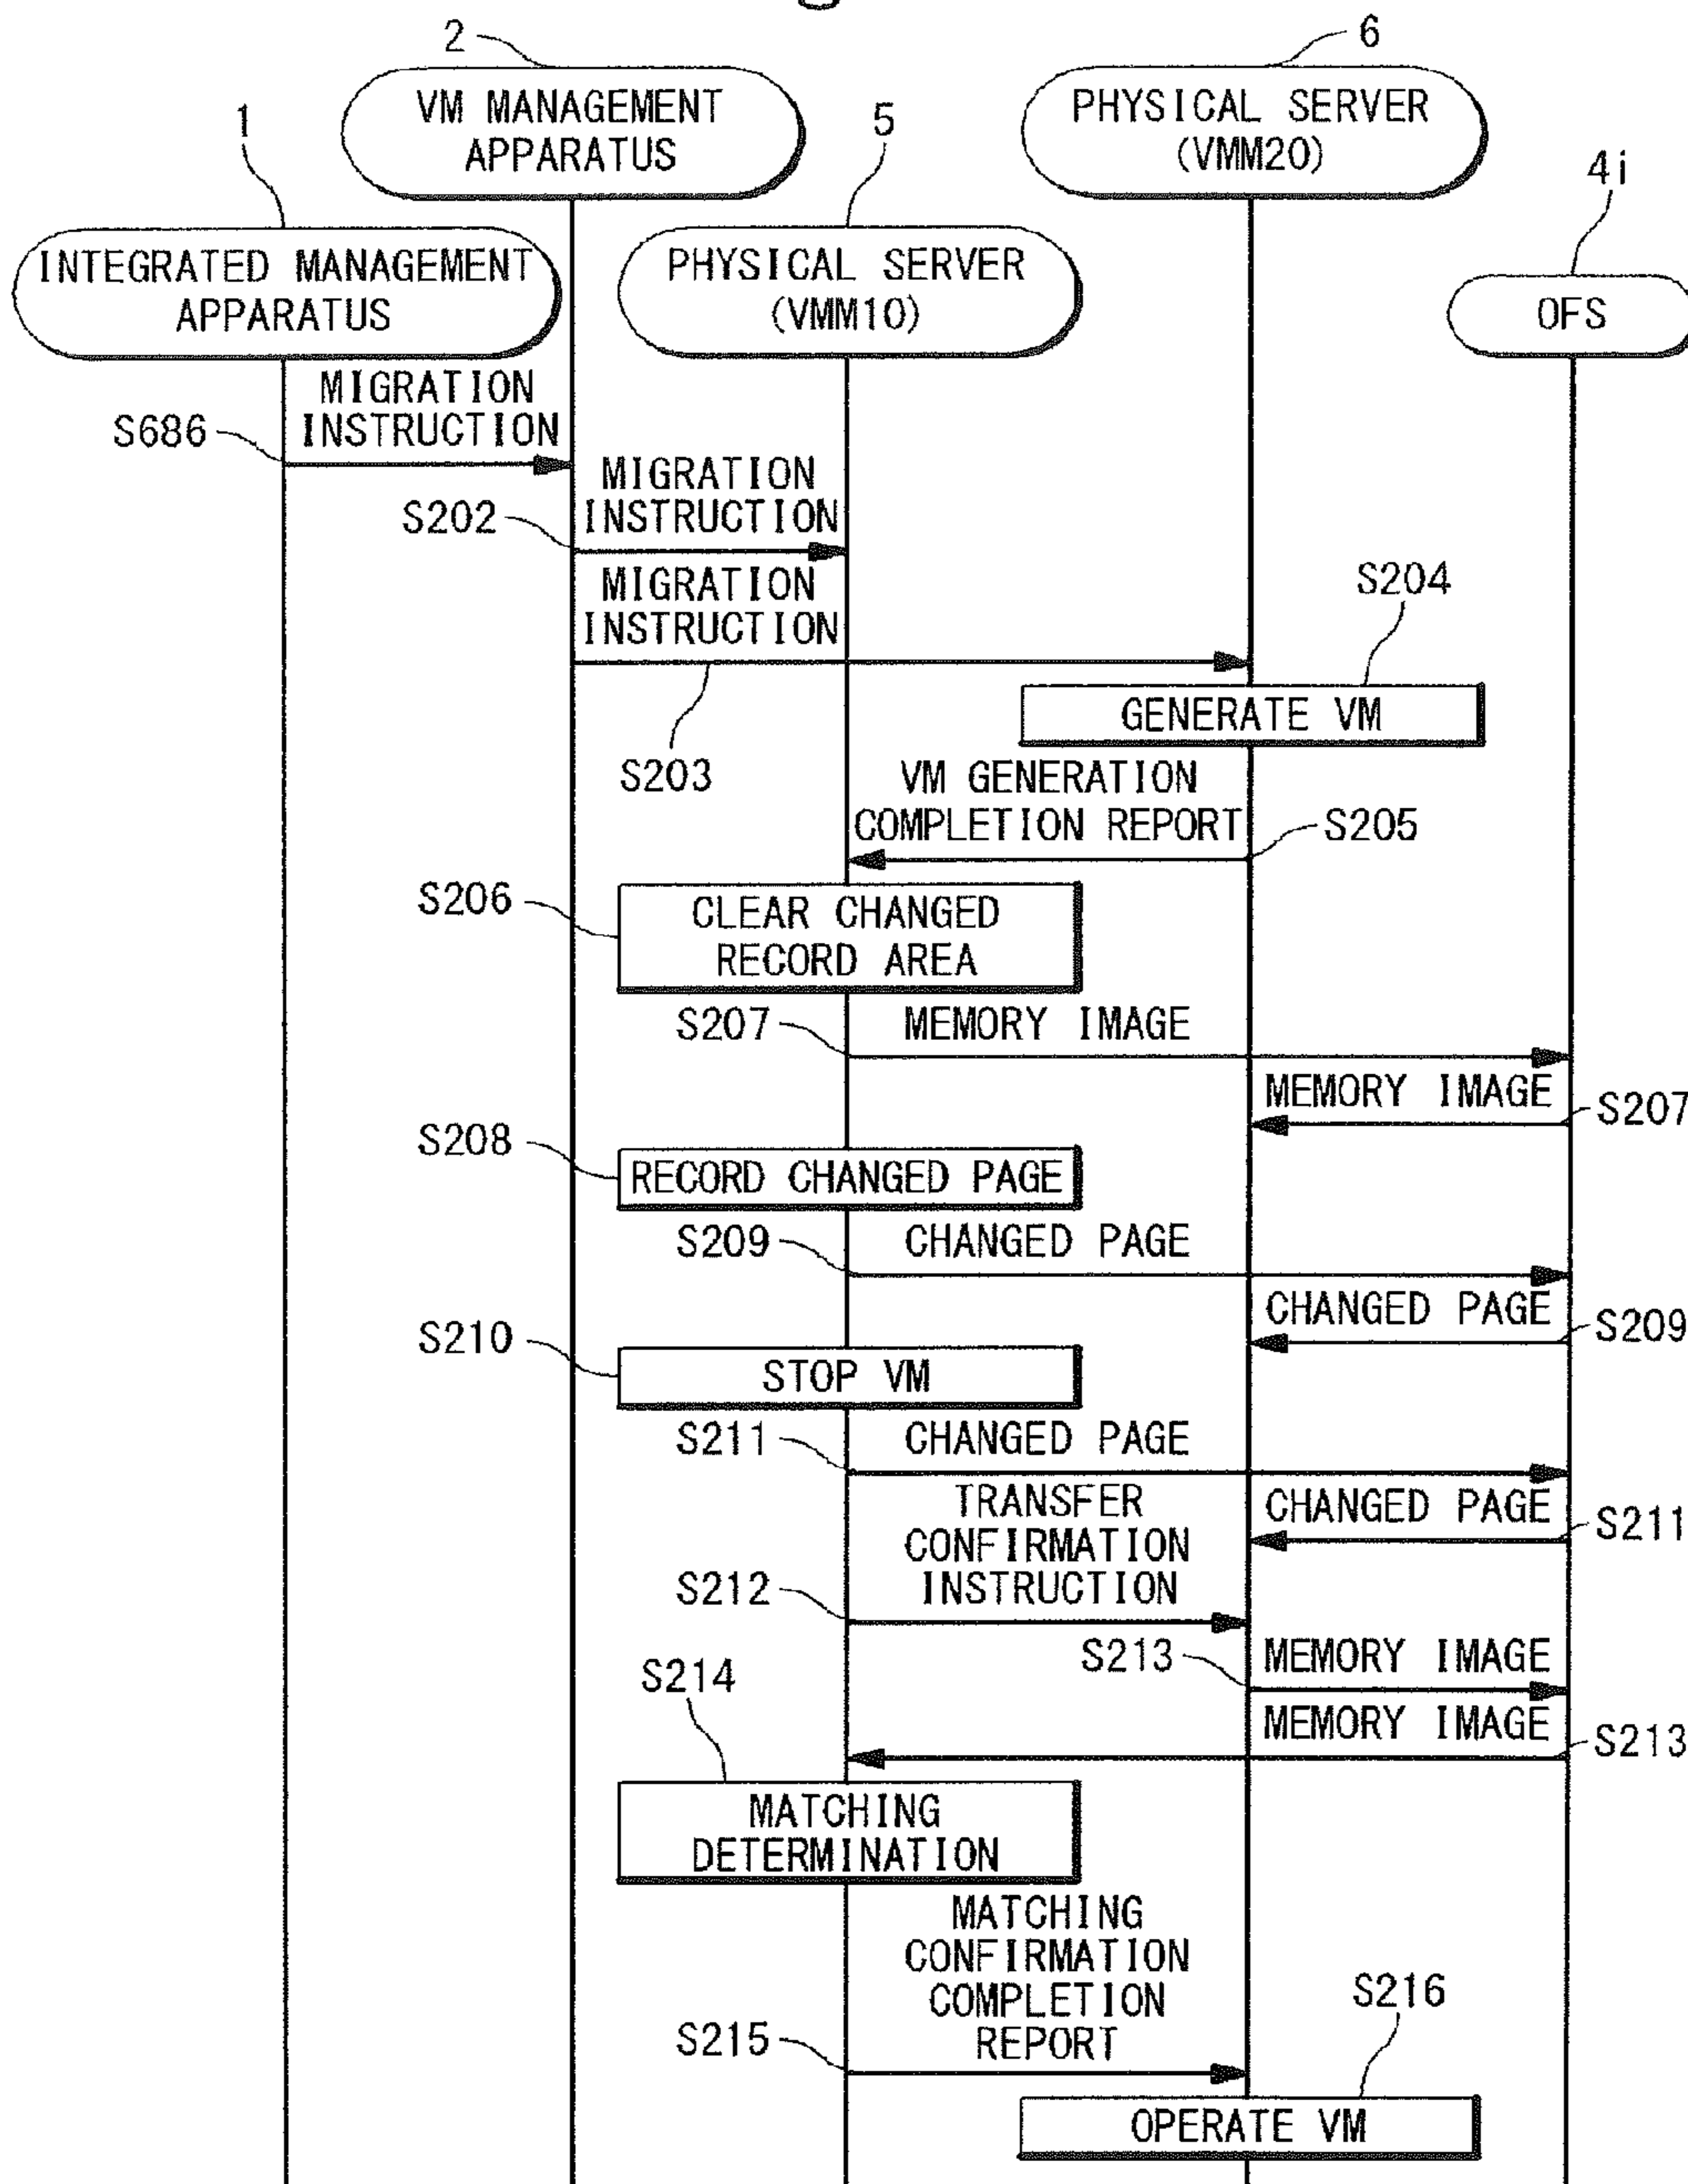 2
6
VM MANAGEMENT
APPARATUS
PHYSICAL SERVER
(VMM20)
1
5
4i
INTEGRATED MANAGEMENT
APPARATUS
PHYSICAL SERVER
(VMM10)
OFS
MIGRATION
INSTRUCTION
S686
MIGRATION
INSTRUCTION
S202
MIGRATION
INSTRUCTION
S204
GENERATE VM
S203
VM GENERATION
COMPLETION REPORT
S205
S206
CLEAR CHANGED
RECORD AREA
S207
MEMORY IMAGE
MEMORY IMAGE
S207
S208
RECORD CHANGED PAGE
S209
CHANGED PAGE
CHANGED PAGE
S209
S210
STOP VM
S211
CHANGED PAGE
CHANGED PAGE
S211
TRANSFER
CONFIRMATION
INSTRUCTION
S212
S213
MEMORY IMAGE
S214
MEMORY IMAGE
S213
MATCHING
DETERMINATION
MATCHING
CONFIRMATION
COMPLETION
REPORT
S215
S216
OPERATE VM